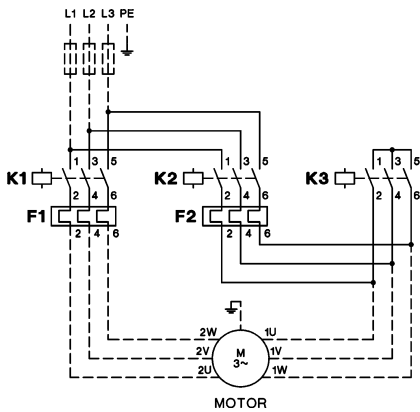 L1 L2 L3 PE
1 3 5 1 3 5 1 3 5
K1 K2 K3
2 4 6 2 4 6 2 4 6
F1 F2
2 4 6 2 4 6
2W 1U
2V M 1V
3~
2U 1W
MOTOR